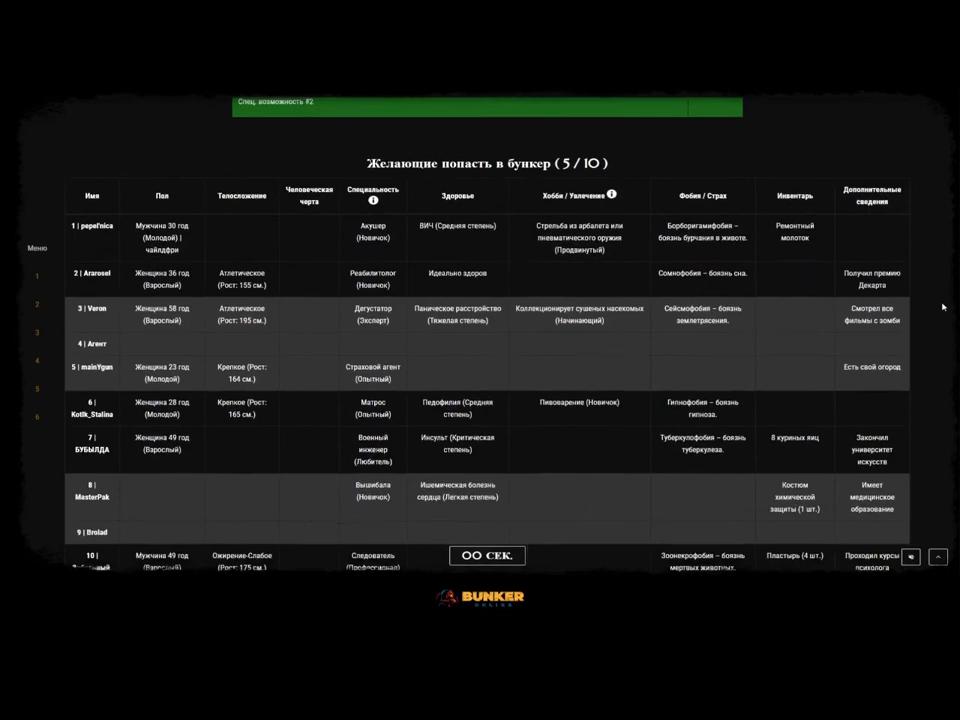 Спец. возможность #2
Желающие попасть в бункер ( 5 / 10 )
Имя
Пол
Телосложение
Человеческая
черта
Специальность
Здоровье
Хобби / Увлечение
Фобия / Страх
Инвентарь
Дополнительные
сведения
1 | pepel'nica
Мужчина 30 год
(Молодой) |
чайлдфри
Акушер
(Новичок)
ВИЧ (Средняя степень)
Стрельба из арбалета или
пневматического оружия
(Продвинутый)
Борборигамифобия –
боязнь бурчания в животе.
Ремонтный
молоток
Меню
1
2
3
4
5
6
2 | Ararosel
Женщина 36 год
(Взрослый)
Атлетическое
(Рост: 155 см.)
Реабилитолог
(Новичок)
Идеально здоров
Сомнофобия – боязнь сна.
Получил премию
Декарта
3 | Veron
Женщина 58 год
(Взрослый)
Атлетическое
(Рост: 195 см.)
Дегустатор
(Эксперт)
Паническое расстройство
(Тяжелая степень)
Коллекционирует сушеных насекомых
(Начинающий)
Сейсмофобия – боязнь
землетрясения.
Смотрел все
фильмы с зомби
4 | Агент
5 | mainYgun
Женщина 23 год
(Молодой)
Крепкое (Рост:
164 см.)
Страховой агент
(Опытный)
Есть свой огород
6 |
Kotik_Stalina
Мужчина 28 год
(Молодой)
Крепкое (Рост:
165 см.)
Матрос
(Опытный)
Педофилия (Средняя
степень)
Пивоварение (Новичок)
Гипнофобия – боязнь
гипноза.
7 |
БУБЫЛДА
Женщина 49 год
(Взрослый)
Военный
инженер
(Любитель)
Инсульт (Критическая
степень)
Туберкулофобия – боязнь
туберкулеза.
8 куриных яиц
Закончил
университет
искусств
8 |
MasterPak
Вышибала
(Новичок)
Ишемическая болезнь
сердца (Легкая степень)
Костюм
химической
защиты (1 шт.)
Имеет
медицинское
образование
9 | Brolad
10 |
Мужчина 49 год
(Взрослый)
Ожирение-Слабое
(Рост: 175 см.)
Следователь
(Профессионал)
00 СЕК.
Зоонекрофобия – боязнь
мертвых животных.
Пластырь (4 шт.)
Проходил курсы
психолога
BUNKER
ONLINE